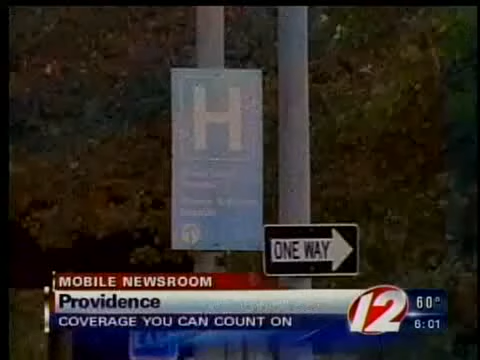 H
ONE WAY
MOBILE NEWSROOM
Providence
COVERAGE YOU CAN COUNT ON
12
60°
6:01